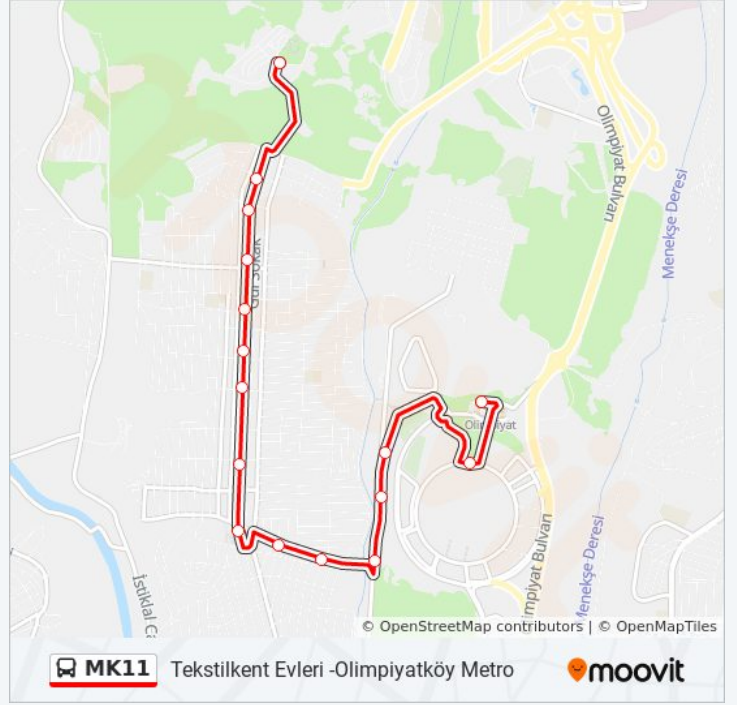 Olimpiyat Bulvarı
Menekşe Deresi
Gül Sokak
Olimpiyat
Olimpiyat Bulvarı
Menekşe Deresi
İstiklal Ca
© OpenStreetMap contributors | © OpenMapTiles
MK11 Tekstilkent Evleri -Olimpiyatköy Metro
moovit